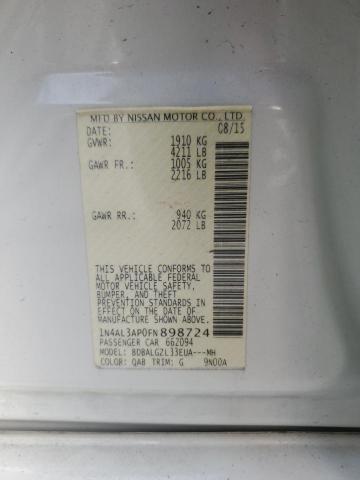 MFD BY NISSAN MOTOR CO., LTD.
DATE: 08/15
GVWR: 1910 KG
4211 LB
GAWR FR.: 1005 KG
2216 LB
GAWR RR.: 940 KG
2072 LB
THIS VEHICLE CONFORMS TO
ALL APPLICABLE FEDERAL
MOTOR VEHICLE SAFETY,
BUMPER, AND THEFT
PREVENTION STANDARDS
IN EFFECT ON THE DATE OF
MANUFACTURE SHOWN ABOVE.
1N4AL3AP0FN 898724
PASSENGER CAR 662D94
MODEL: BDBALGZL33EUA---MH
COLOR: QAB TRIM: G 9N00A